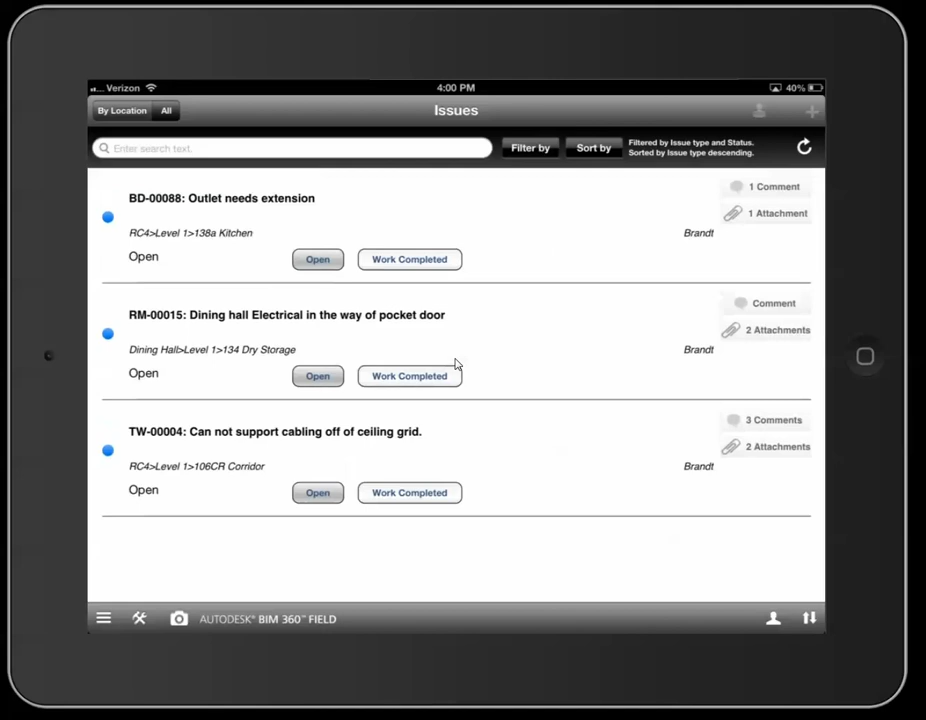 Verizon
4:00 PM
40%
By Location
All
Issues
Enter search text.
Filter by
Sort by
Filtered by Issue type and Status.
Sorted by Issue type descending.
BD-00088: Outlet needs extension
1 Comment
1 Attachment
RC4>Level 1>138a Kitchen
Brandt
Open
Open
Work Completed
RM-00015: Dining hall Electrical in the way of pocket door
Comment
2 Attachments
Dining Hall>Level 1>134 Dry Storage
Brandt
Open
Open
Work Completed
TW-00004: Can not support cabling off of ceiling grid.
3 Comments
2 Attachments
RC4>Level 1>106CR Corridor
Brandt
Open
Open
Work Completed
AUTODESK® BIM 360™ FIELD